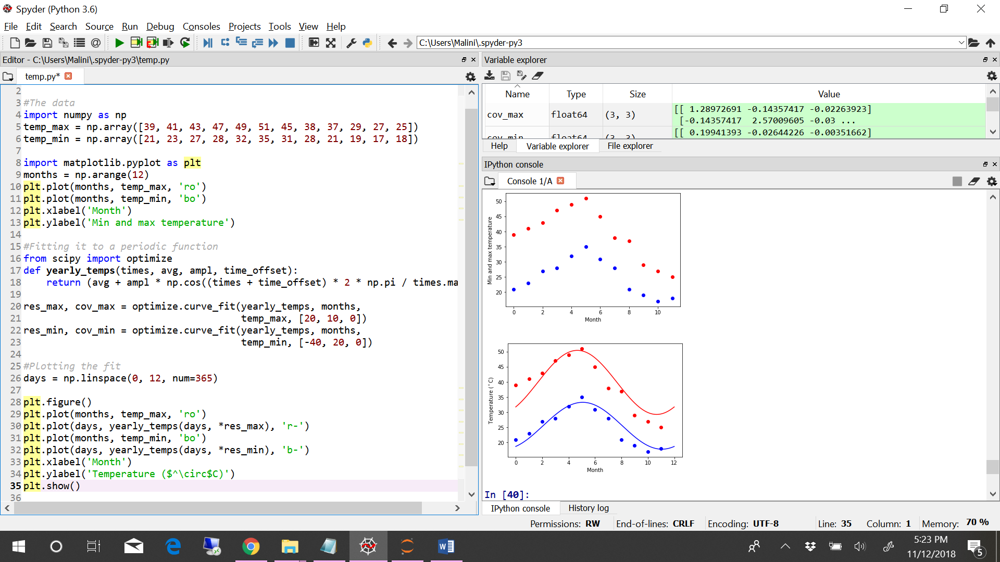 Spyder (Python 3.6)
File Edit Search Source Run Debug Consoles Projects Tools View Help
C:\Users\Malini\.spyder-py3
Editor - C:\Users\Malini\.spyder-py3\temp.py
temp.py*
2
3 #The data
4 import numpy as np
5 temp_max = np.array([39, 41, 43, 47, 49, 51, 45, 38, 37, 29, 27, 25])
6 temp_min = np.array([21, 23, 27, 28, 32, 35, 31, 28, 21, 19, 17, 18])
7
8 import matplotlib.pyplot as plt
9 months = np.arange(12)
10 plt.plot(months, temp_max, 'ro')
11 plt.plot(months, temp_min, 'bo')
12 plt.xlabel('Month')
13 plt.ylabel('Min and max temperature')
14
15 #Fitting it to a periodic function
16 from scipy import optimize
17 def yearly_temps(times, avg, ampl, time_offset):
18     return (avg + ampl * np.cos((times + time_offset) * 2 * np.pi / times.ma
19
20 res_max, cov_max = optimize.curve_fit(yearly_temps, months,
21                                       temp_max, [20, 10, 0])
22 res_min, cov_min = optimize.curve_fit(yearly_temps, months,
23                                       temp_min, [-40, 20, 0])
24
25 #Plotting the fit
26 days = np.linspace(0, 12, num=365)
27
28 plt.figure()
29 plt.plot(months, temp_max, 'ro')
30 plt.plot(days, yearly_temps(days, *res_max), 'r-')
31 plt.plot(months, temp_min, 'bo')
32 plt.plot(days, yearly_temps(days, *res_min), 'b-')
33 plt.xlabel('Month')
34 plt.ylabel('Temperature ($^\circ$C)')
35 plt.show()
36
Variable explorer
Name Type Size Value
cov_max float64 (3, 3) [[ 1.28972691 -0.14357417 -0.02263923]
[-0.14357417 2.57009605 -0.03 ...
cov_min float64 (3, 3) [[ 0.19941393 -0.02644226 -0.00351662]
Help Variable explorer File explorer
IPython console
Console 1/A
Min and max temperature
50
45
40
35
30
25
20
0 2 4 6 8 10
Month
Temperature (°C)
50
45
40
35
30
25
20
0 2 4 6 8 10 12
Month
In [40]:
IPython console History log
Permissions: RW End-of-lines: CRLF Encoding: UTF-8 Line: 35 Column: 1 Memory: 70 %
5:23 PM
11/12/2018
5